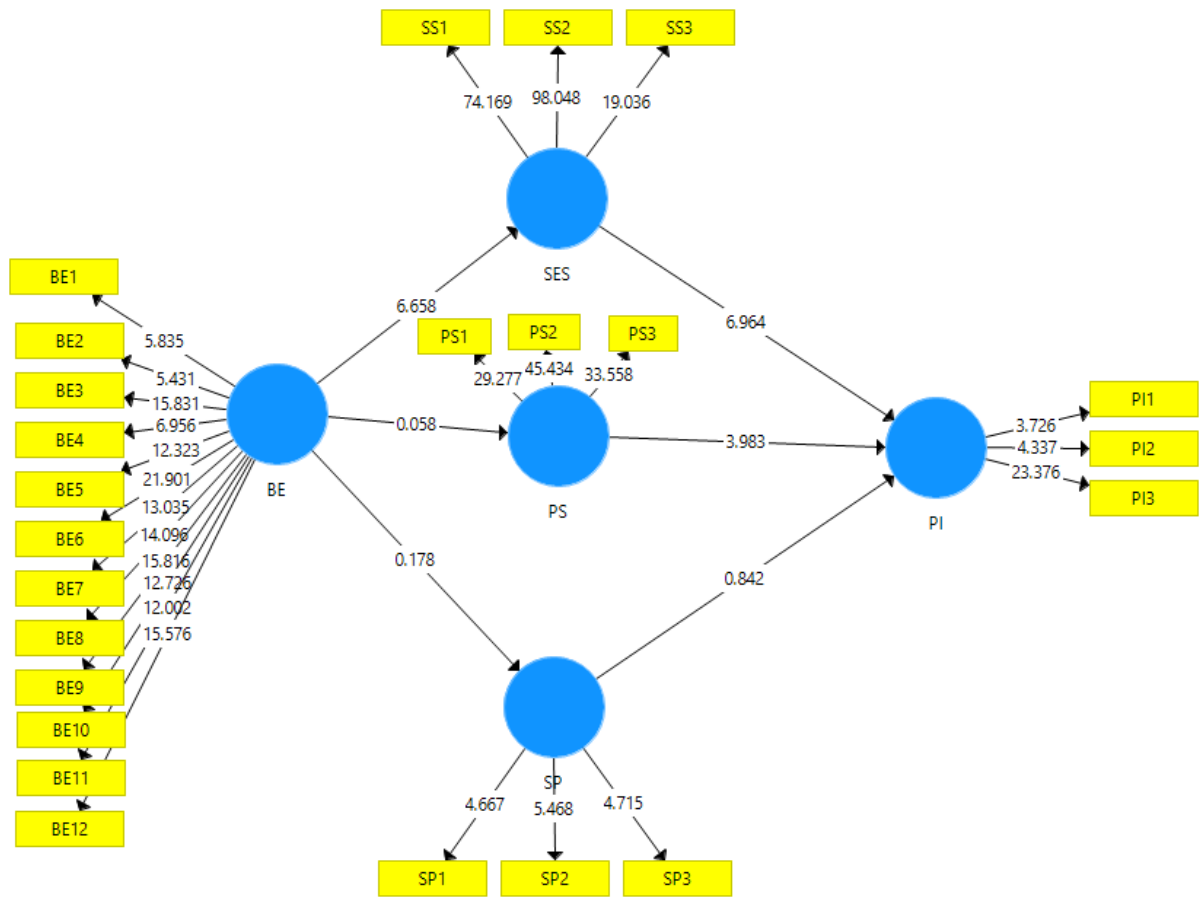 SS1 SS2 SS3
74.169 98.048 19.036
SES
BE1
BE2
BE3
BE4
BE5
BE6
BE7
BE8
BE9
BE10
BE11
BE12
5.835
5.431
15.831
6.956
12.323
21.901
13.035
14.096
15.816
12.726
12.002
15.576
BE
6.658
0.058
0.178
PS1 PS2 PS3
29.277 45.434 33.558
PS
6.964
3.983
0.842
PI
3.726
4.337
23.376
PI1
PI2
PI3
SP
4.667 5.468 4.715
SP1 SP2 SP3